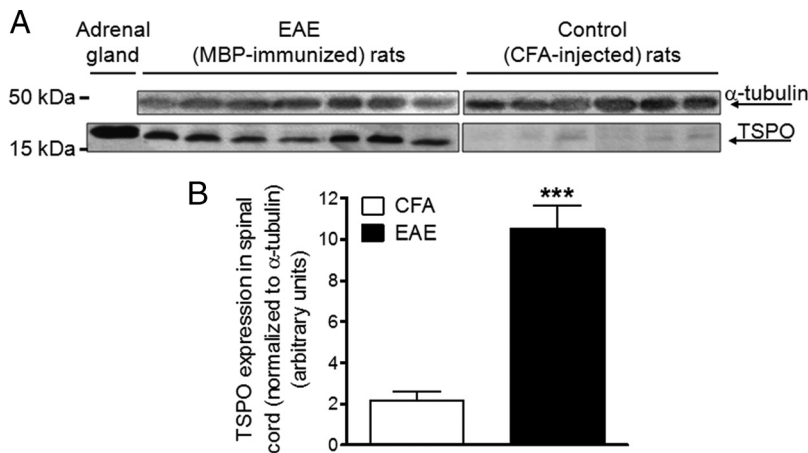 A
Adrenal
gland
EAE
(MBP-immunized) rats
Control
(CFA-injected) rats
50 kDa
α-tubulin
15 kDa
TSPO
B
TSPO expression in spinal
cord (normalized to α-tubulin)
(arbitrary units)
12
10
8
6
4
2
0
CFA
EAE
***